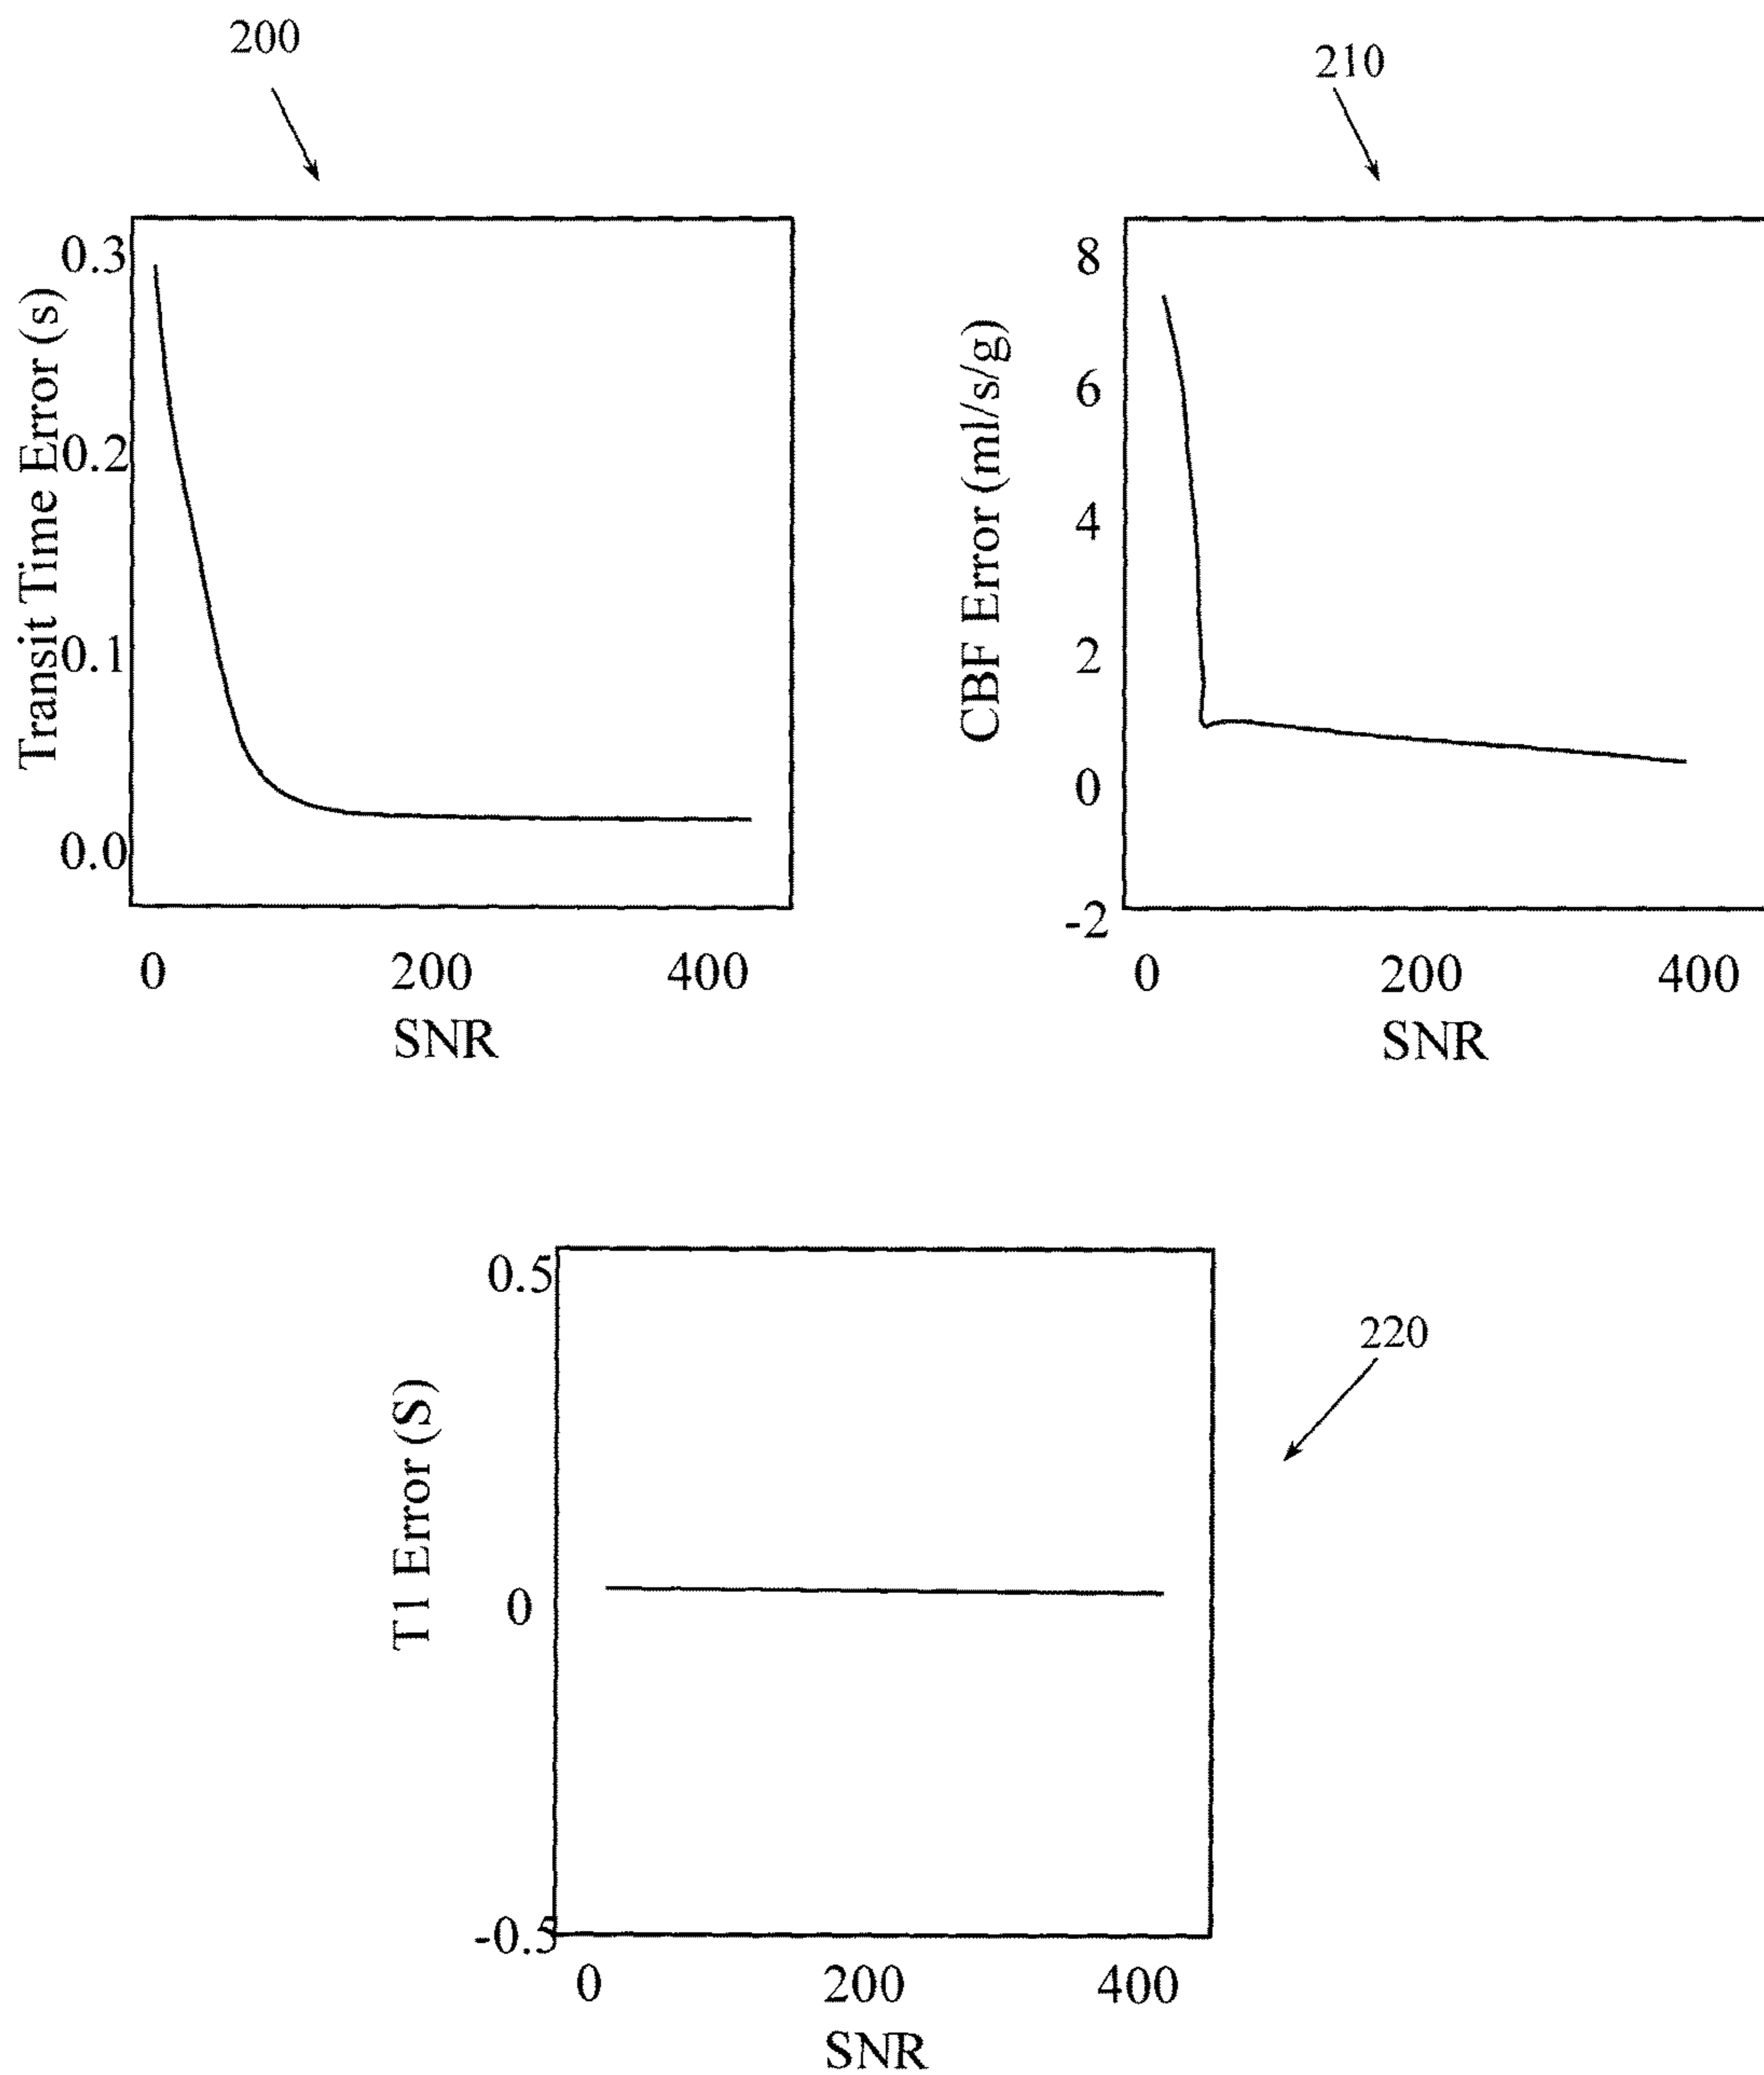 200
210
Transit Time Error (s)
0.3
0.2
0.1
0.0
0 200 400
SNR
CBF Error (ml/s/g)
8
6
4
2
0
-2
0 200 400
SNR
220
T1 Error (S)
0.5
0
-0.5
0 200 400
SNR